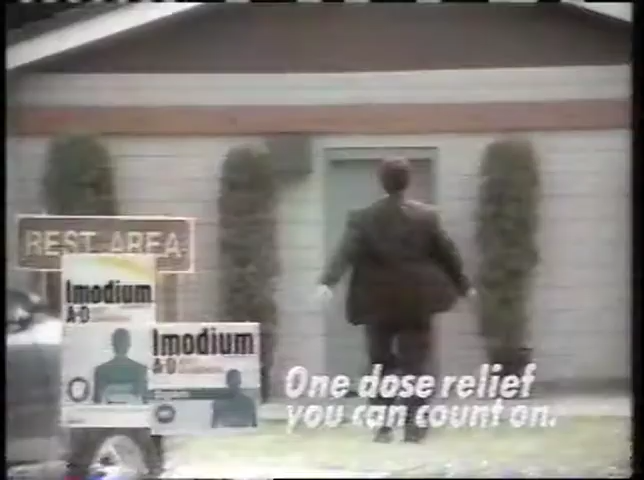 REST AREA
Imodium
A-D
Imodium
A-D
One dose relief
you can count on.